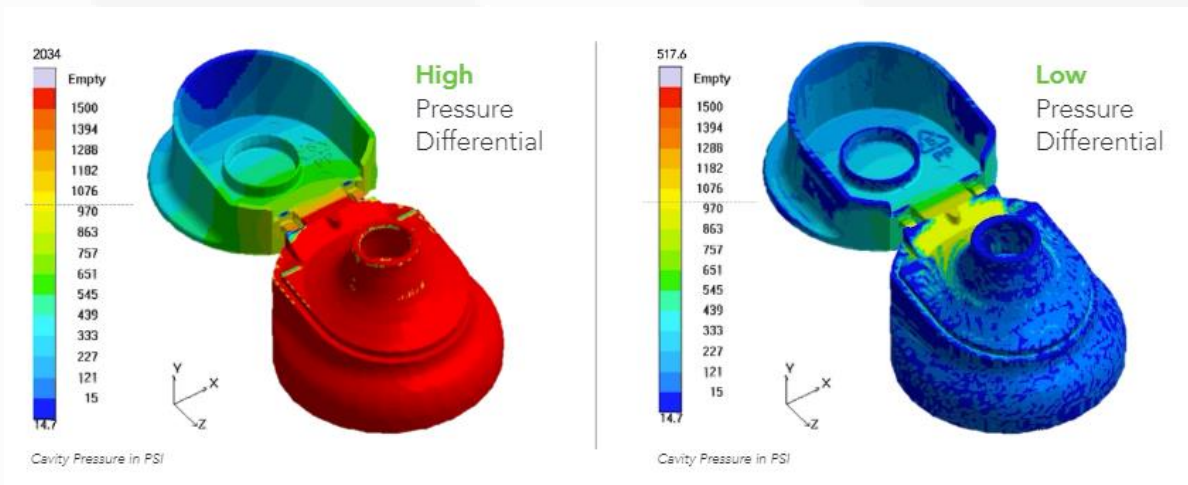 2034
Empty
1500
1394
1288
1182
1076
970
863
757
651
545
439
333
227
121
15
14.7
High
Pressure
Differential
Y
X
Z
Cavity Pressure in PSI
517.6
Empty
1500
1394
1288
1182
1076
970
863
757
651
545
439
333
227
121
15
14.7
Low
Pressure
Differential
Y
X
Z
Cavity Pressure in PSI